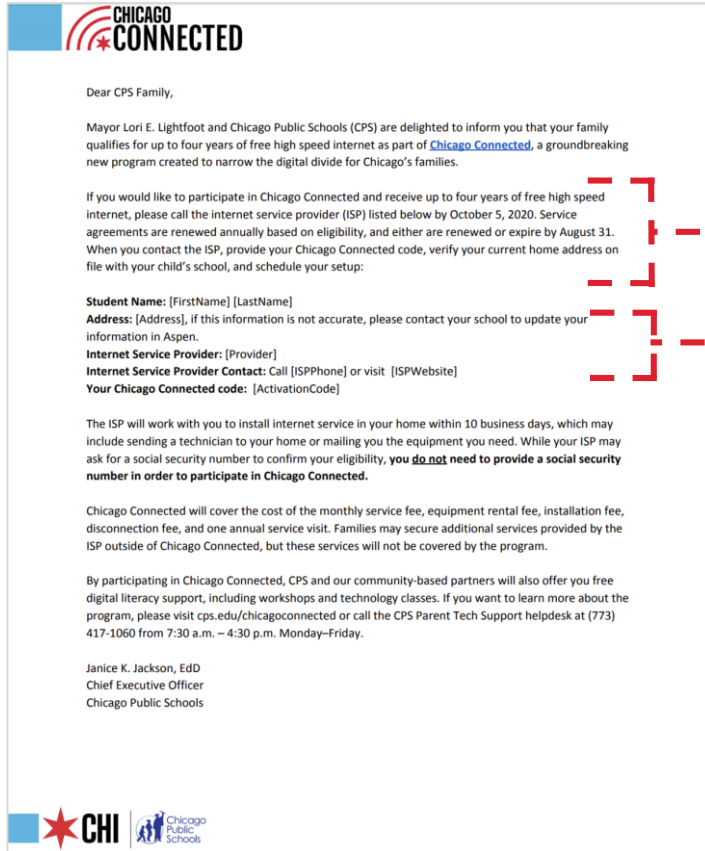 CHICAGO
CONNECTED
Dear CPS Family,
Mayor Lori E. Lightfoot and Chicago Public Schools (CPS) are delighted to inform you that your family
qualifies for up to four years of free high speed internet as part of Chicago Connected, a groundbreaking
new program created to narrow the digital divide for Chicago's families.
If you would like to participate in Chicago Connected and receive up to four years of free high speed
internet, please call the internet service provider (ISP) listed below by October 5, 2020. Service
agreements are renewed annually based on eligibility, and either are renewed or expire by August 31.
When you contact the ISP, provide your Chicago Connected code, verify your current home address on
file with your child's school, and schedule your setup:
Student Name: [FirstName] [LastName]
Address: [Address], if this information is not accurate, please contact your school to update your
information in Aspen.
Internet Service Provider: [Provider]
Internet Service Provider Contact: Call [ISPPhone] or visit [ISPWebsite]
Your Chicago Connected code: [ActivationCode]
The ISP will work with you to install internet service in your home within 10 business days, which may
include sending a technician to your home or mailing you the equipment you need. While your ISP may
ask for a social security number to confirm your eligibility, you do not need to provide a social security
number in order to participate in Chicago Connected.
Chicago Connected will cover the cost of the monthly service fee, equipment rental fee, installation fee,
disconnection fee, and one annual service visit. Families may secure additional services provided by the
ISP outside of Chicago Connected, but these services will not be covered by the program.
By participating in Chicago Connected, CPS and our community-based partners will also offer you free
digital literacy support, including workshops and technology classes. If you want to learn more about the
program, please visit cps.edu/chicagoconnected or call the CPS Parent Tech Support helpdesk at (773)
417-1060 from 7:30 a.m. – 4:30 p.m. Monday–Friday.
Janice K. Jackson, EdD
Chief Executive Officer
Chicago Public Schools
CHI
Chicago
Public
Schools